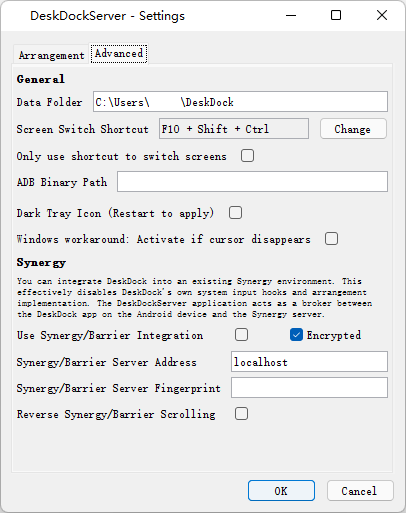 DeskDockServer - Settings
Arrangement Advanced
General
Data Folder C:\Users\ \DeskDock
Screen Switch Shortcut F10 + Shift + Ctrl Change
Only use shortcut to switch screens
ADB Binary Path
Dark Tray Icon (Restart to apply)
Windows workaround: Activate if cursor disappears
Synergy
You can integrate DeskDock into an existing Synergy environment. This
effectively disables DeskDock's own system input hooks and arrangement
implementation. The DeskDockServer application acts as a broker between
the DeskDock app on the Android device and the Synergy server.
Use Synergy/Barrier Integration Encrypted
Synergy/Barrier Server Address localhost
Synergy/Barrier Server Fingerprint
Reverse Synergy/Barrier Scrolling
OK Cancel